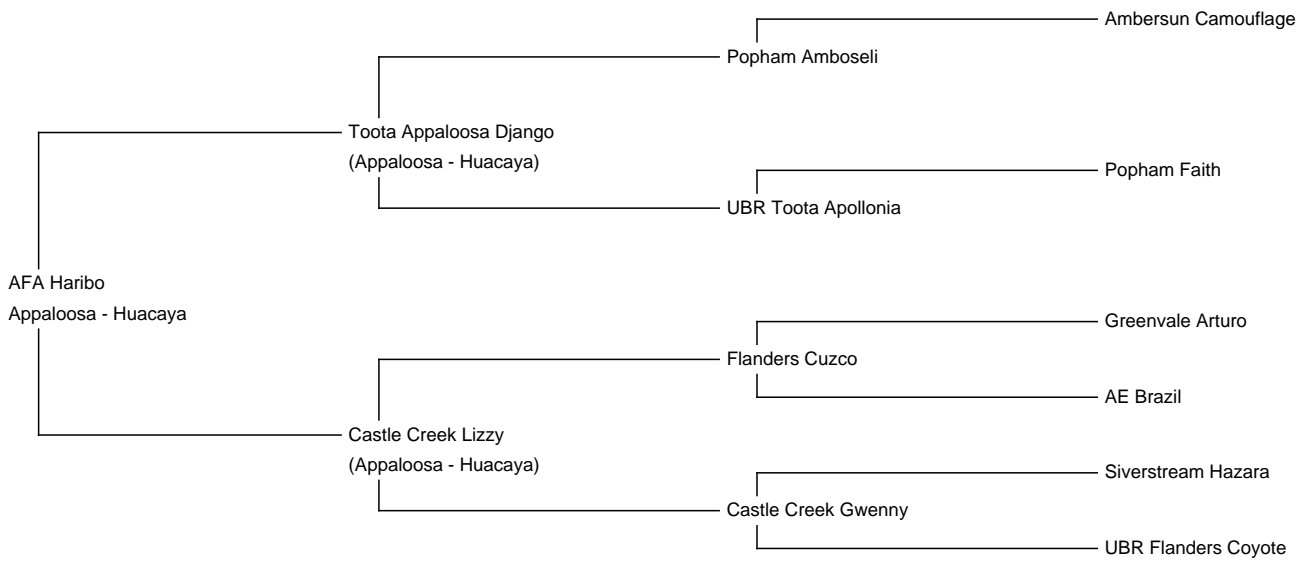 Ambersun Camouflage
Popham Amboseli
Toota Appaloosa Django
(Appaloosa - Huacaya)
Popham Faith
UBR Toota Apollonia
AFA Haribo
Appaloosa - Huacaya
Greenvale Arturo
Flanders Cuzco
AE Brazil
Castle Creek Lizzy
(Appaloosa - Huacaya)
Siverstream Hazara
Castle Creek Gwenny
UBR Flanders Coyote